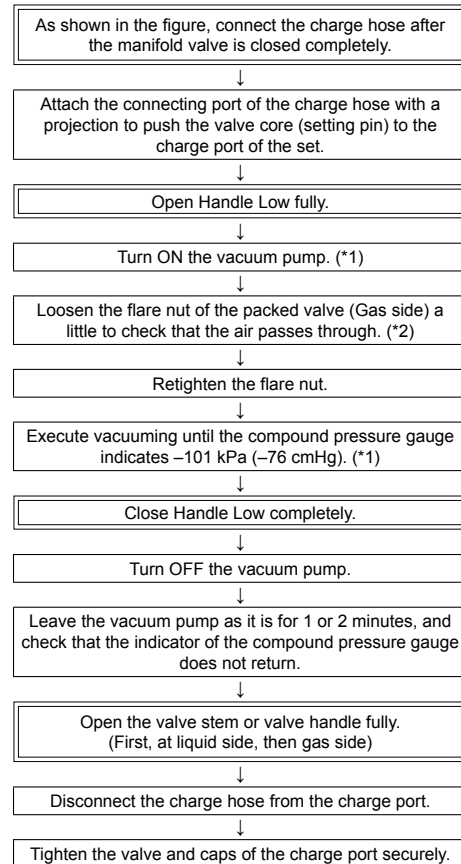 As shown in the figure, connect the charge hose after
the manifold valve is closed completely.
↓
Attach the connecting port of the charge hose with a
projection to push the valve core (setting pin) to the
charge port of the set.
↓
Open Handle Low fully.
↓
Turn ON the vacuum pump. (*1)
↓
Loosen the flare nut of the packed valve (Gas side) a
little to check that the air passes through. (*2)
↓
Retighten the flare nut.
↓
Execute vacuuming until the compound pressure gauge
indicates –101 kPa (–76 cmHg). (*1)
↓
Close Handle Low completely.
↓
Turn OFF the vacuum pump.
↓
Leave the vacuum pump as it is for 1 or 2 minutes, and
check that the indicator of the compound pressure gauge
does not return.
↓
Open the valve stem or valve handle fully.
(First, at liquid side, then gas side)
↓
Disconnect the charge hose from the charge port.
↓
Tighten the valve and caps of the charge port securely.